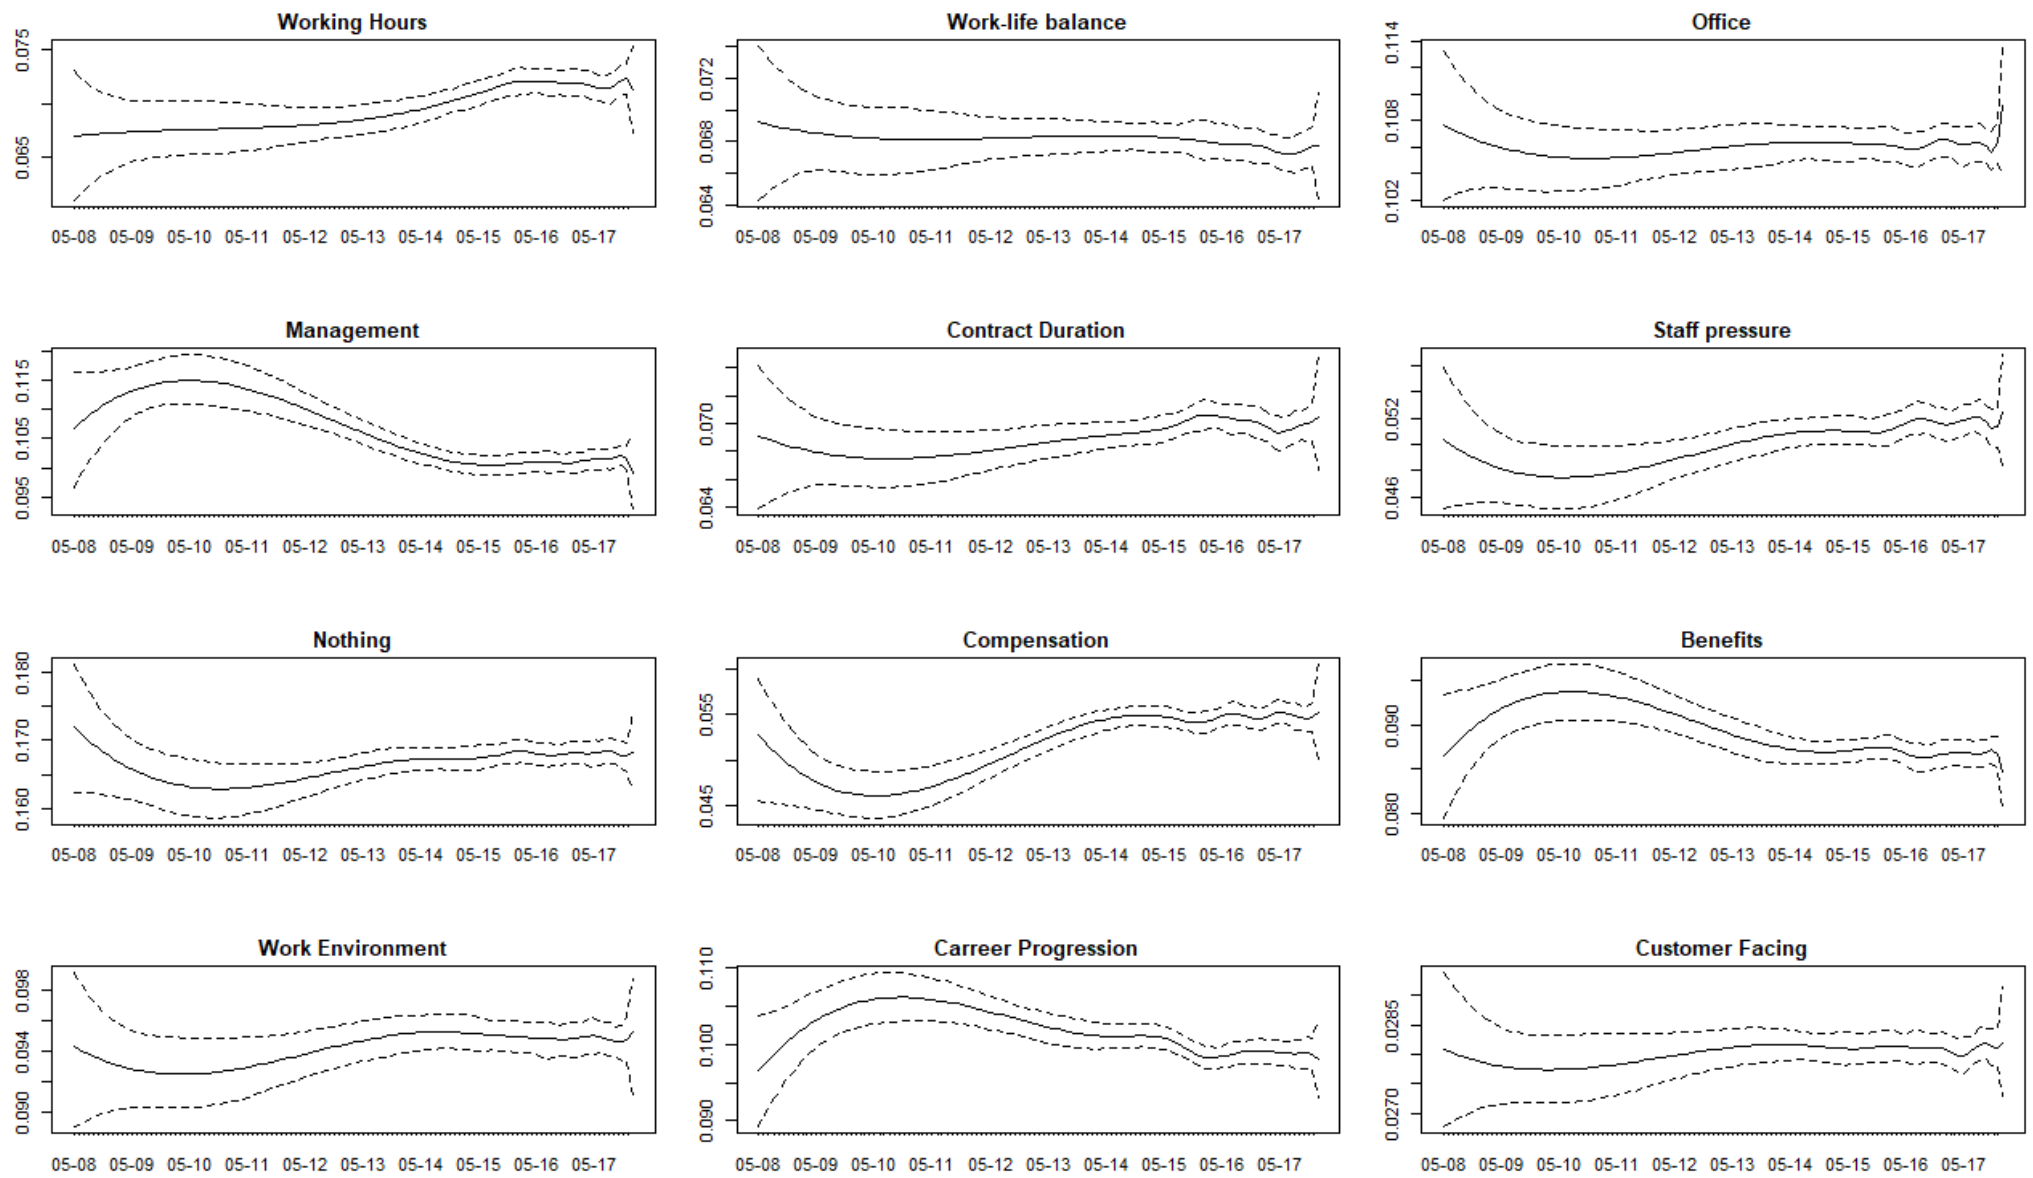 Working Hours
0.075
0.065
05-08 05-09 05-10 05-11 05-12 05-13 05-14 05-15 05-16 05-17
Work-life balance
0.072
0.068
0.064
05-08 05-09 05-10 05-11 05-12 05-13 05-14 05-15 05-16 05-17
Office
0.114
0.108
0.102
05-08 05-09 05-10 05-11 05-12 05-13 05-14 05-15 05-16 05-17
Management
0.115
0.105
0.095
05-08 05-09 05-10 05-11 05-12 05-13 05-14 05-15 05-16 05-17
Contract Duration
0.070
0.064
05-08 05-09 05-10 05-11 05-12 05-13 05-14 05-15 05-16 05-17
Staff pressure
0.052
0.046
05-08 05-09 05-10 05-11 05-12 05-13 05-14 05-15 05-16 05-17
Nothing
0.180
0.170
0.160
05-08 05-09 05-10 05-11 05-12 05-13 05-14 05-15 05-16 05-17
Compensation
0.055
0.045
05-08 05-09 05-10 05-11 05-12 05-13 05-14 05-15 05-16 05-17
Benefits
0.090
0.080
05-08 05-09 05-10 05-11 05-12 05-13 05-14 05-15 05-16 05-17
Work Environment
0.098
0.094
0.090
05-08 05-09 05-10 05-11 05-12 05-13 05-14 05-15 05-16 05-17
Carreer Progression
0.110
0.100
0.090
05-08 05-09 05-10 05-11 05-12 05-13 05-14 05-15 05-16 05-17
Customer Facing
0.0285
0.0270
05-08 05-09 05-10 05-11 05-12 05-13 05-14 05-15 05-16 05-17